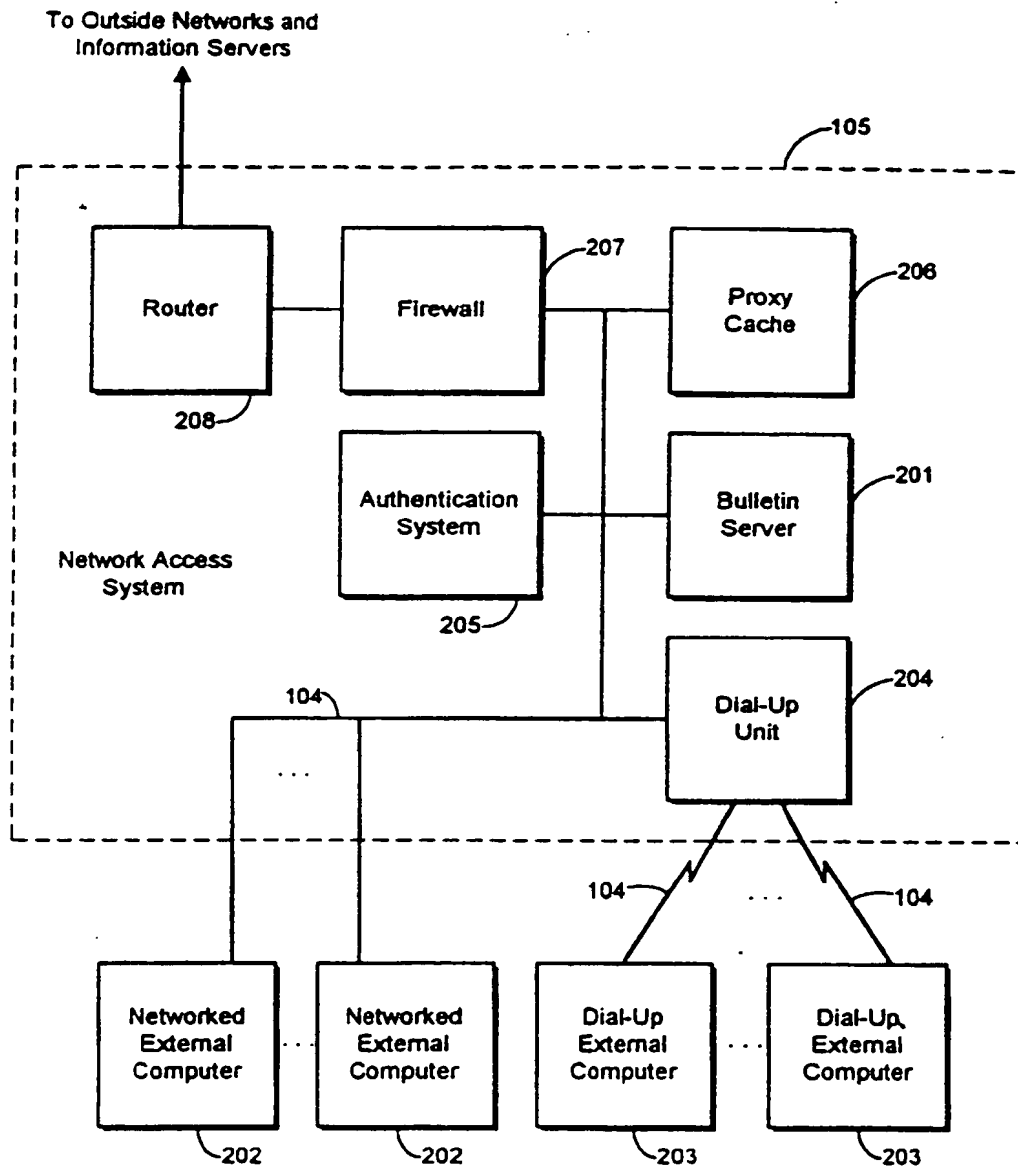 To Outside Networks and
Information Servers
105
Router
Firewall
207
Proxy
Cache
206
208
Authentication
System
Bulletin
Server
201
Network Access
System
205
104
Dial-Up
Unit
204
...
104
...
104
Networked
External
Computer
....
Networked
External
Computer
Dial-Up
External
Computer
....
Dial-Up
External
Computer
202
202
203
203